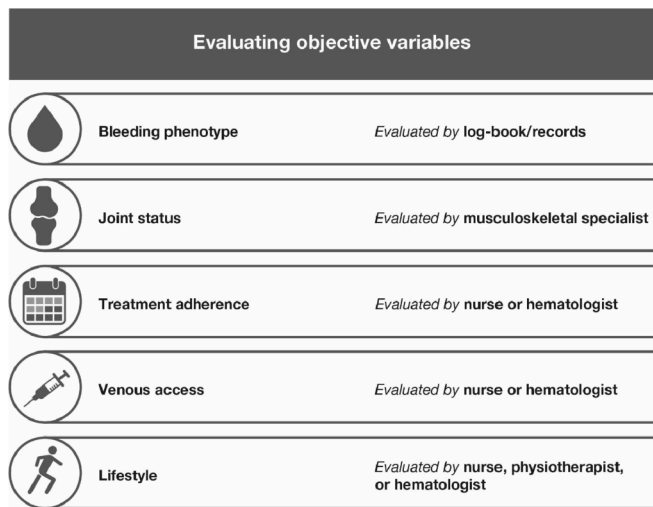 Evaluating objective variables
Bleeding phenotype
Evaluated by log-book/records
Joint status
Evaluated by musculoskeletal specialist
Treatment adherence
Evaluated by nurse or hematologist
Venous access
Evaluated by nurse or hematologist
Lifestyle
Evaluated by nurse, physiotherapist,
or hematologist